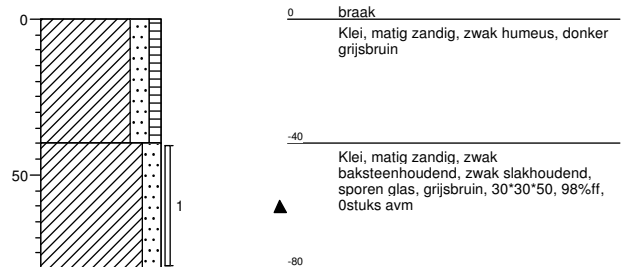 0
0
braak
Klei, matig zandig, zwak humeus, donker
grijsbruin
-40
50
1
Klei, matig zandig, zwak
baksteenhoudend, zwak slakhoudend,
sporen glas, grijsbruin, 30*30*50, 98%ff,
0stuks avm
-80